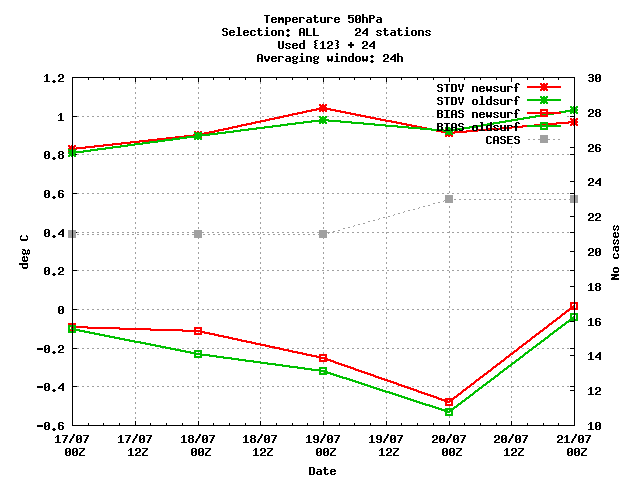 Temperature 50hPa
Selection: ALL 24 stations
Used {12} + 24
Averaging window: 24h
1.2
1
0.8
0.6
0.4
0.2
0
-0.2
-0.4
-0.6
deg C
30
28
26
24
22
20
18
16
14
12
10
No cases
STDV newsurf
STDV oldsurf
BIAS newsurf
BIAS oldsurf
CASES
17/07 17/07 18/07 18/07 19/07 19/07 20/07 20/07 21/07
00Z 12Z 00Z 12Z 00Z 12Z 00Z 12Z 00Z
Date